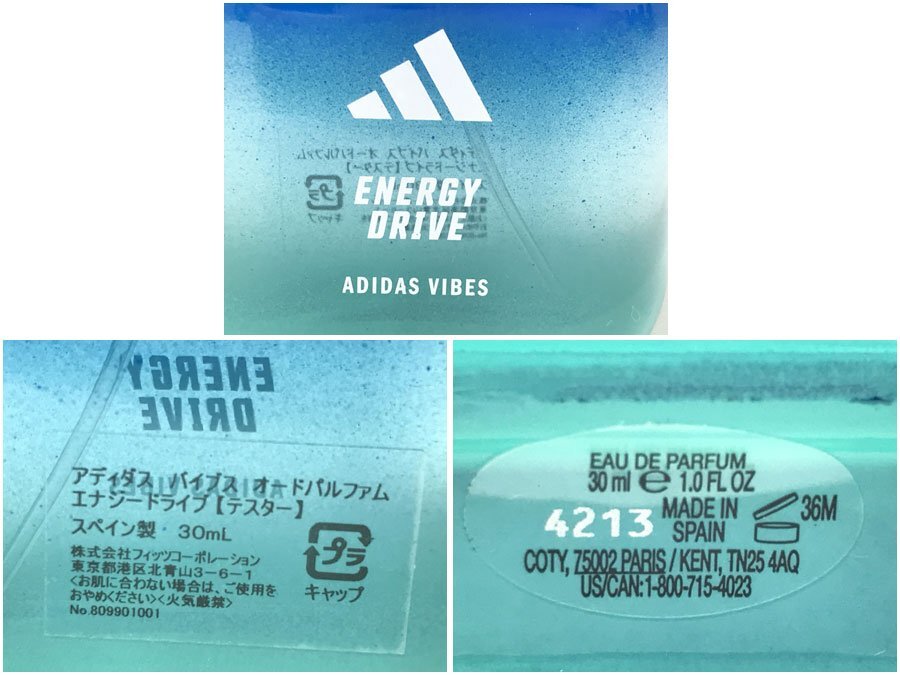 ENERGY
DRIVE
ADIDAS VIBES
ENERGY
DRIVE
アディダス バイブス オードパルファム
エナジードライブ【テスター】
スペイン製 30mL
株式会社フィッツコーポレーション
東京都港区北青山3-6-1
<お肌に合わない場合は、ご使用を
おやめください><火気厳禁>
No.809901001
プラ
キャップ
EAU DE PARFUM
30 ml ℮ 1.0 FL OZ
4213
MADE IN
SPAIN
36M
COTY, 75002 PARIS / KENT, TN25 4AQ
US/CAN:1-800-715-4023